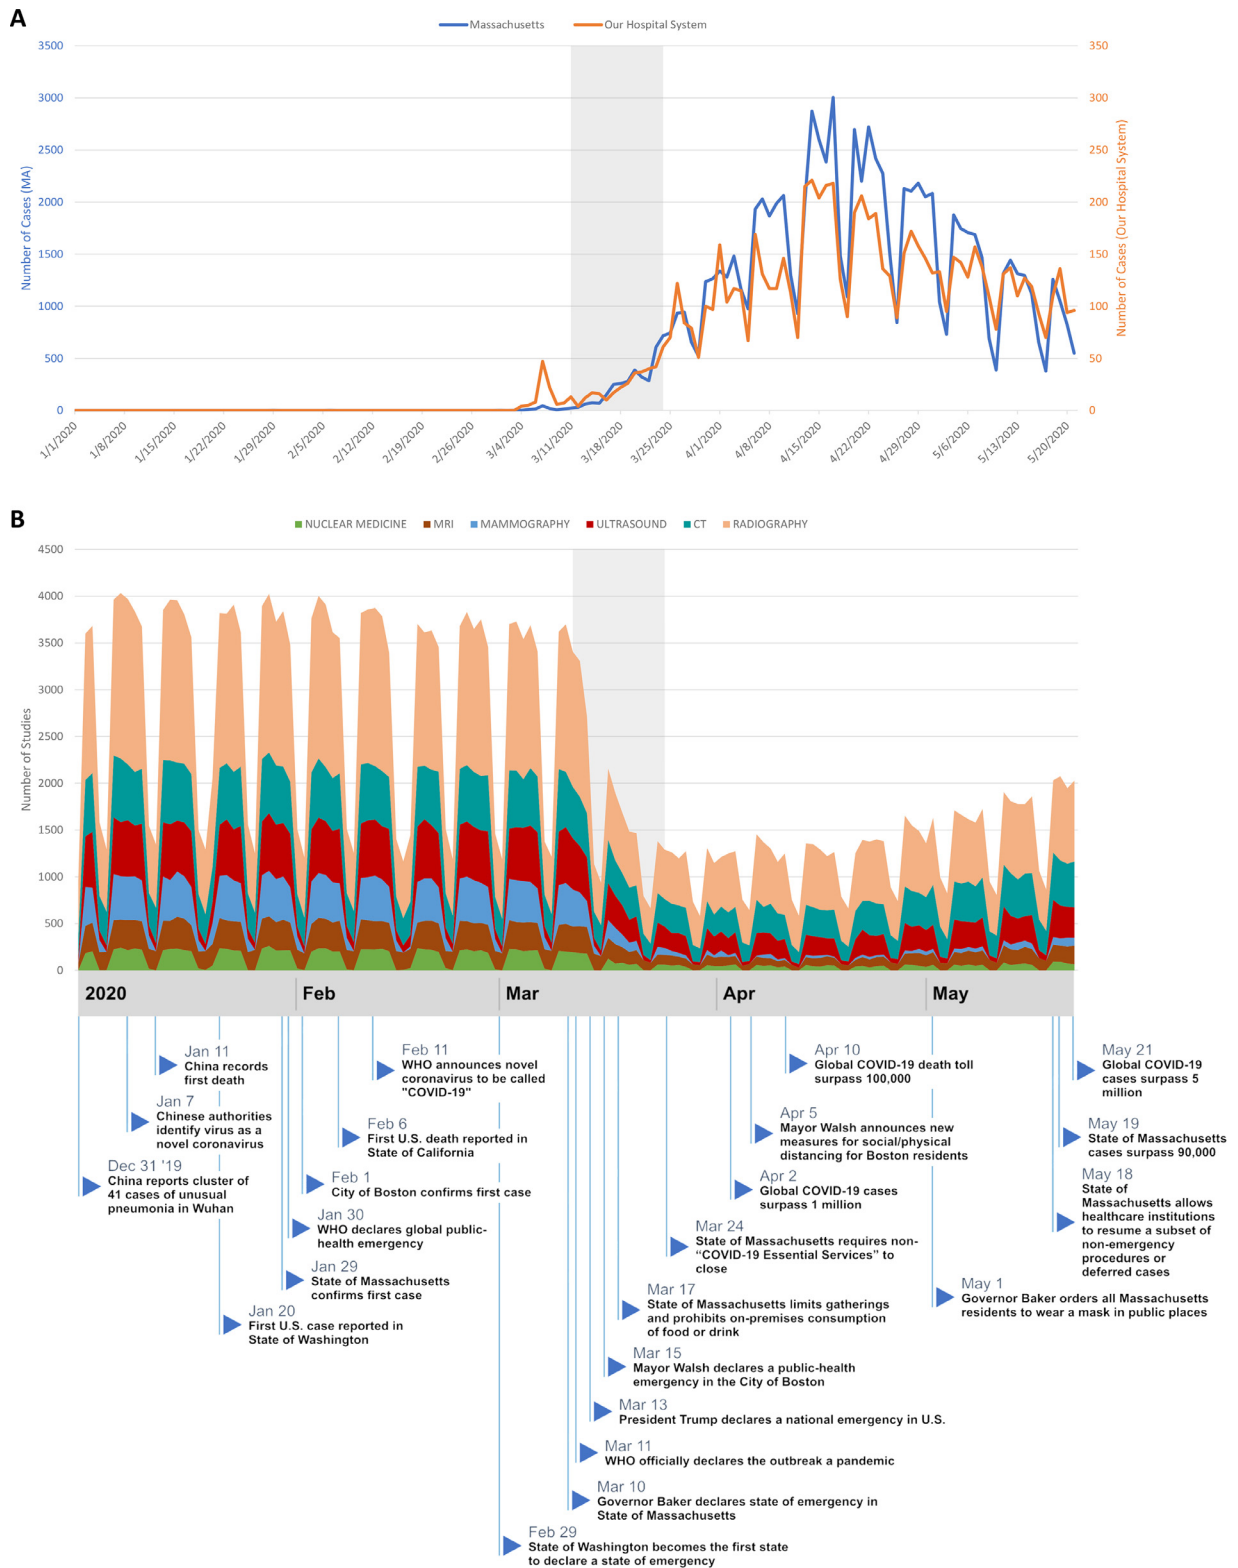 A
Massachusetts
Our Hospital System
3500
3000
2500
2000
1500
1000
500
0
Number of Cases (MA)
350
300
250
200
150
100
50
0
Number of Cases (Our Hospital System)
1/1/2020
1/8/2020
1/15/2020
1/22/2020
1/29/2020
2/5/2020
2/12/2020
2/19/2020
2/26/2020
3/4/2020
3/11/2020
3/18/2020
3/25/2020
4/1/2020
4/8/2020
4/15/2020
4/22/2020
4/29/2020
5/6/2020
5/13/2020
5/20/2020
B
NUCLEAR MEDICINE
MRI
MAMMOGRAPHY
ULTRASOUND
CT
RADIOGRAPHY
4500
4000
3500
3000
2500
2000
1500
1000
500
0
Number of Studies
2020
Feb
Mar
Apr
May
Jan 11
China records
first death
Jan 7
Chinese authorities
identify virus as a
novel coronavirus
Dec 31 '19
China reports cluster of
41 cases of unusual
pneumonia in Wuhan
Feb 11
WHO announces novel
coronavirus to be called
"COVID-19"
Feb 6
First U.S. death reported in
State of California
Feb 1
City of Boston confirms first case
Jan 30
WHO declares global public-
health emergency
Jan 29
State of Massachusetts
confirms first case
Jan 20
First U.S. case reported in
State of Washington
Apr 10
Global COVID-19 death toll
surpass 100,000
Apr 5
Mayor Walsh announces new
measures for social/physical
distancing for Boston residents
Apr 2
Global COVID-19 cases
surpass 1 million
Mar 24
State of Massachusetts requires non-
“COVID-19 Essential Services” to
close
Mar 17
State of Massachusetts limits gatherings
and prohibits on-premises consumption
of food or drink
Mar 15
Mayor Walsh declares a public-health
emergency in the City of Boston
Mar 13
President Trump declares a national emergency in U.S.
Mar 11
WHO officially declares the outbreak a pandemic
Mar 10
Governor Baker declares state of emergency in
State of Massachusetts
Feb 29
State of Washington becomes the first state
to declare a state of emergency
May 21
Global COVID-19
cases surpass 5
million
May 19
State of Massachusetts
cases surpass 90,000
May 18
State of
Massachusetts allows
healthcare institutions
to resume a subset of
non-emergency
procedures or
deferred cases
May 1
Governor Baker orders all Massachusetts
residents to wear a mask in public places